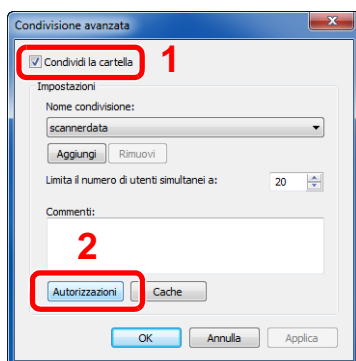 Condivisione avanzata
Condividi la cartella 1
Impostazioni
Nome condivisione:
scannerdata
Aggiungi Rimuovi
Limita il numero di utenti simultanei a: 20
Commenti:
2
Autorizzazioni Cache
OK Annulla Applica